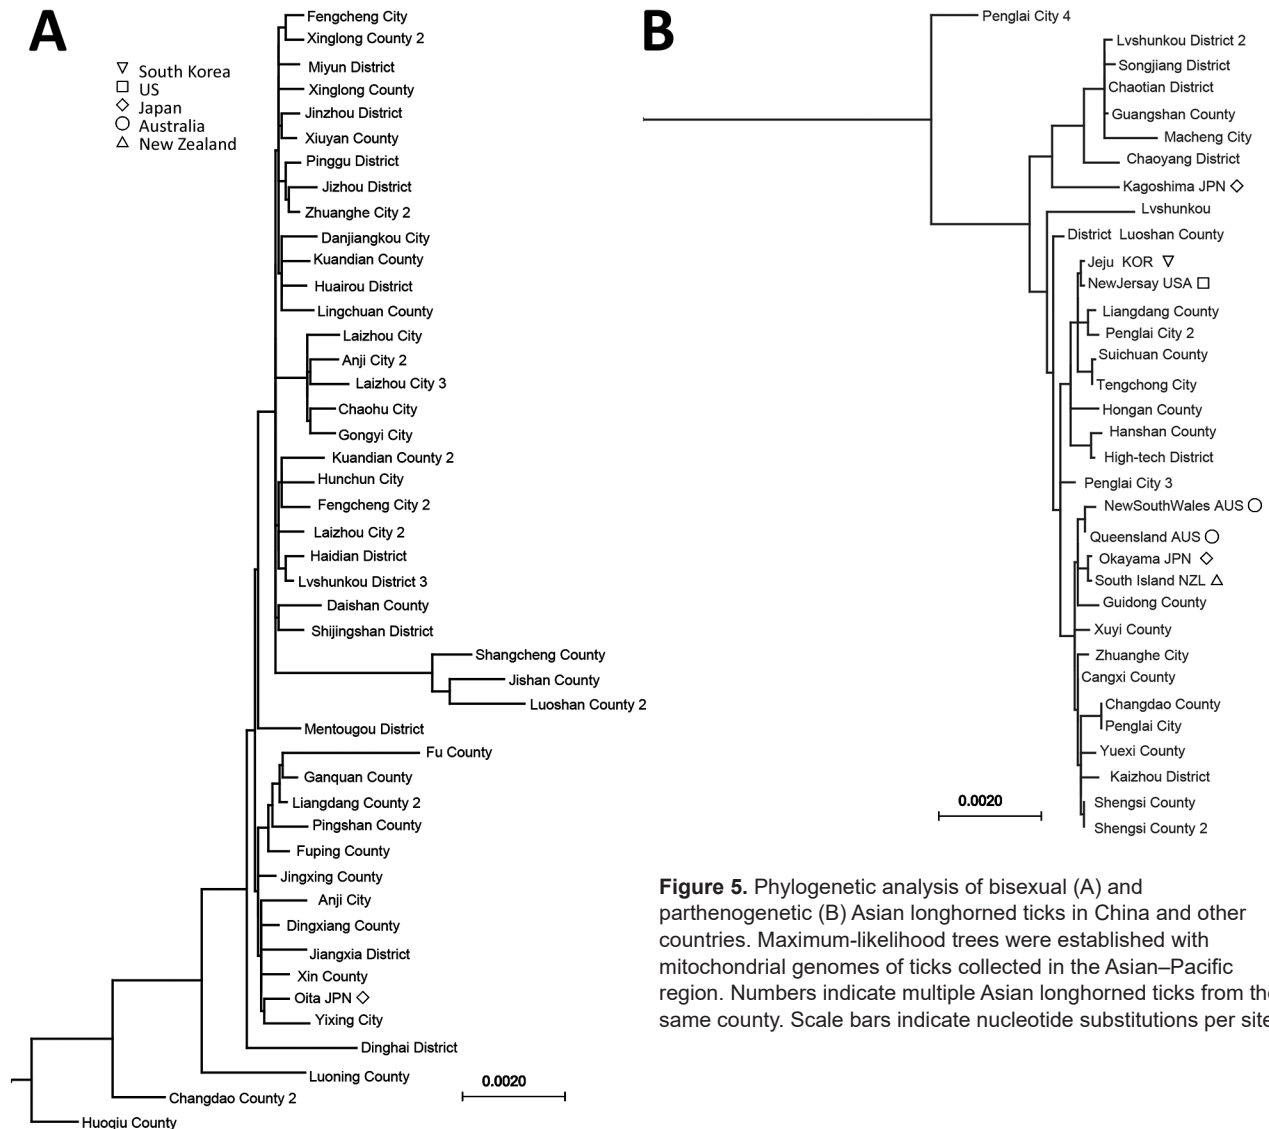 A
South Korea
US
Japan
Australia
New Zealand
Fengcheng City
Xinglong County 2
Miyun District
Xinglong County
Jinzhou District
Xiuyan County
Pinggu District
Jizhou District
Zhuanghe City 2
Danjiangkou City
Kuandian County
Huairou District
Lingchuan County
Laizhou City
Anji City 2
Laizhou City 3
Chaohu City
Gongyi City
Kuandian County 2
Hunchun City
Fengcheng City 2
Laizhou City 2
Haidian District
Lvshunkou District 3
Daishan County
Shijingshan District
Shangcheng County
Jishan County
Luoshan County 2
Mentougou District
Fu County
Ganquan County
Liangdang County 2
Pingshan County
Fuping County
Jingxing County
Anji City
Dingxiang County
Jiangxia District
Xin County
Oita JPN
Yixing City
Dinghai District
Luoning County
Changdao County 2
Huoqiu County
0.0020
B
Penglai City 4
Lvshunkou District 2
Songjiang District
Chaotian District
Guangshan County
Macheng City
Chaoyang District
Kagoshima JPN
Lvshunkou
District Luoshan County
Jeju KOR
NewJersay USA
Liangdang County
Penglai City 2
Suichuan County
Tengchong City
Hongan County
Hanshan County
High-tech District
Penglai City 3
NewSouthWales AUS
Queensland AUS
Okayama JPN
South Island NZL
Guidong County
Xuyi County
Zhuanghe City
Cangxi County
Changdao County
Penglai City
Yuexi County
Kaizhou District
Shengsi County
Shengsi County 2
0.0020
Figure 5. Phylogenetic analysis of bisexual (A) and
parthenogenetic (B) Asian longhorned ticks in China and other
countries. Maximum-likelihood trees were established with
mitochondrial genomes of ticks collected in the Asian–Pacific
region. Numbers indicate multiple Asian longhorned ticks from the
same county. Scale bars indicate nucleotide substitutions per site